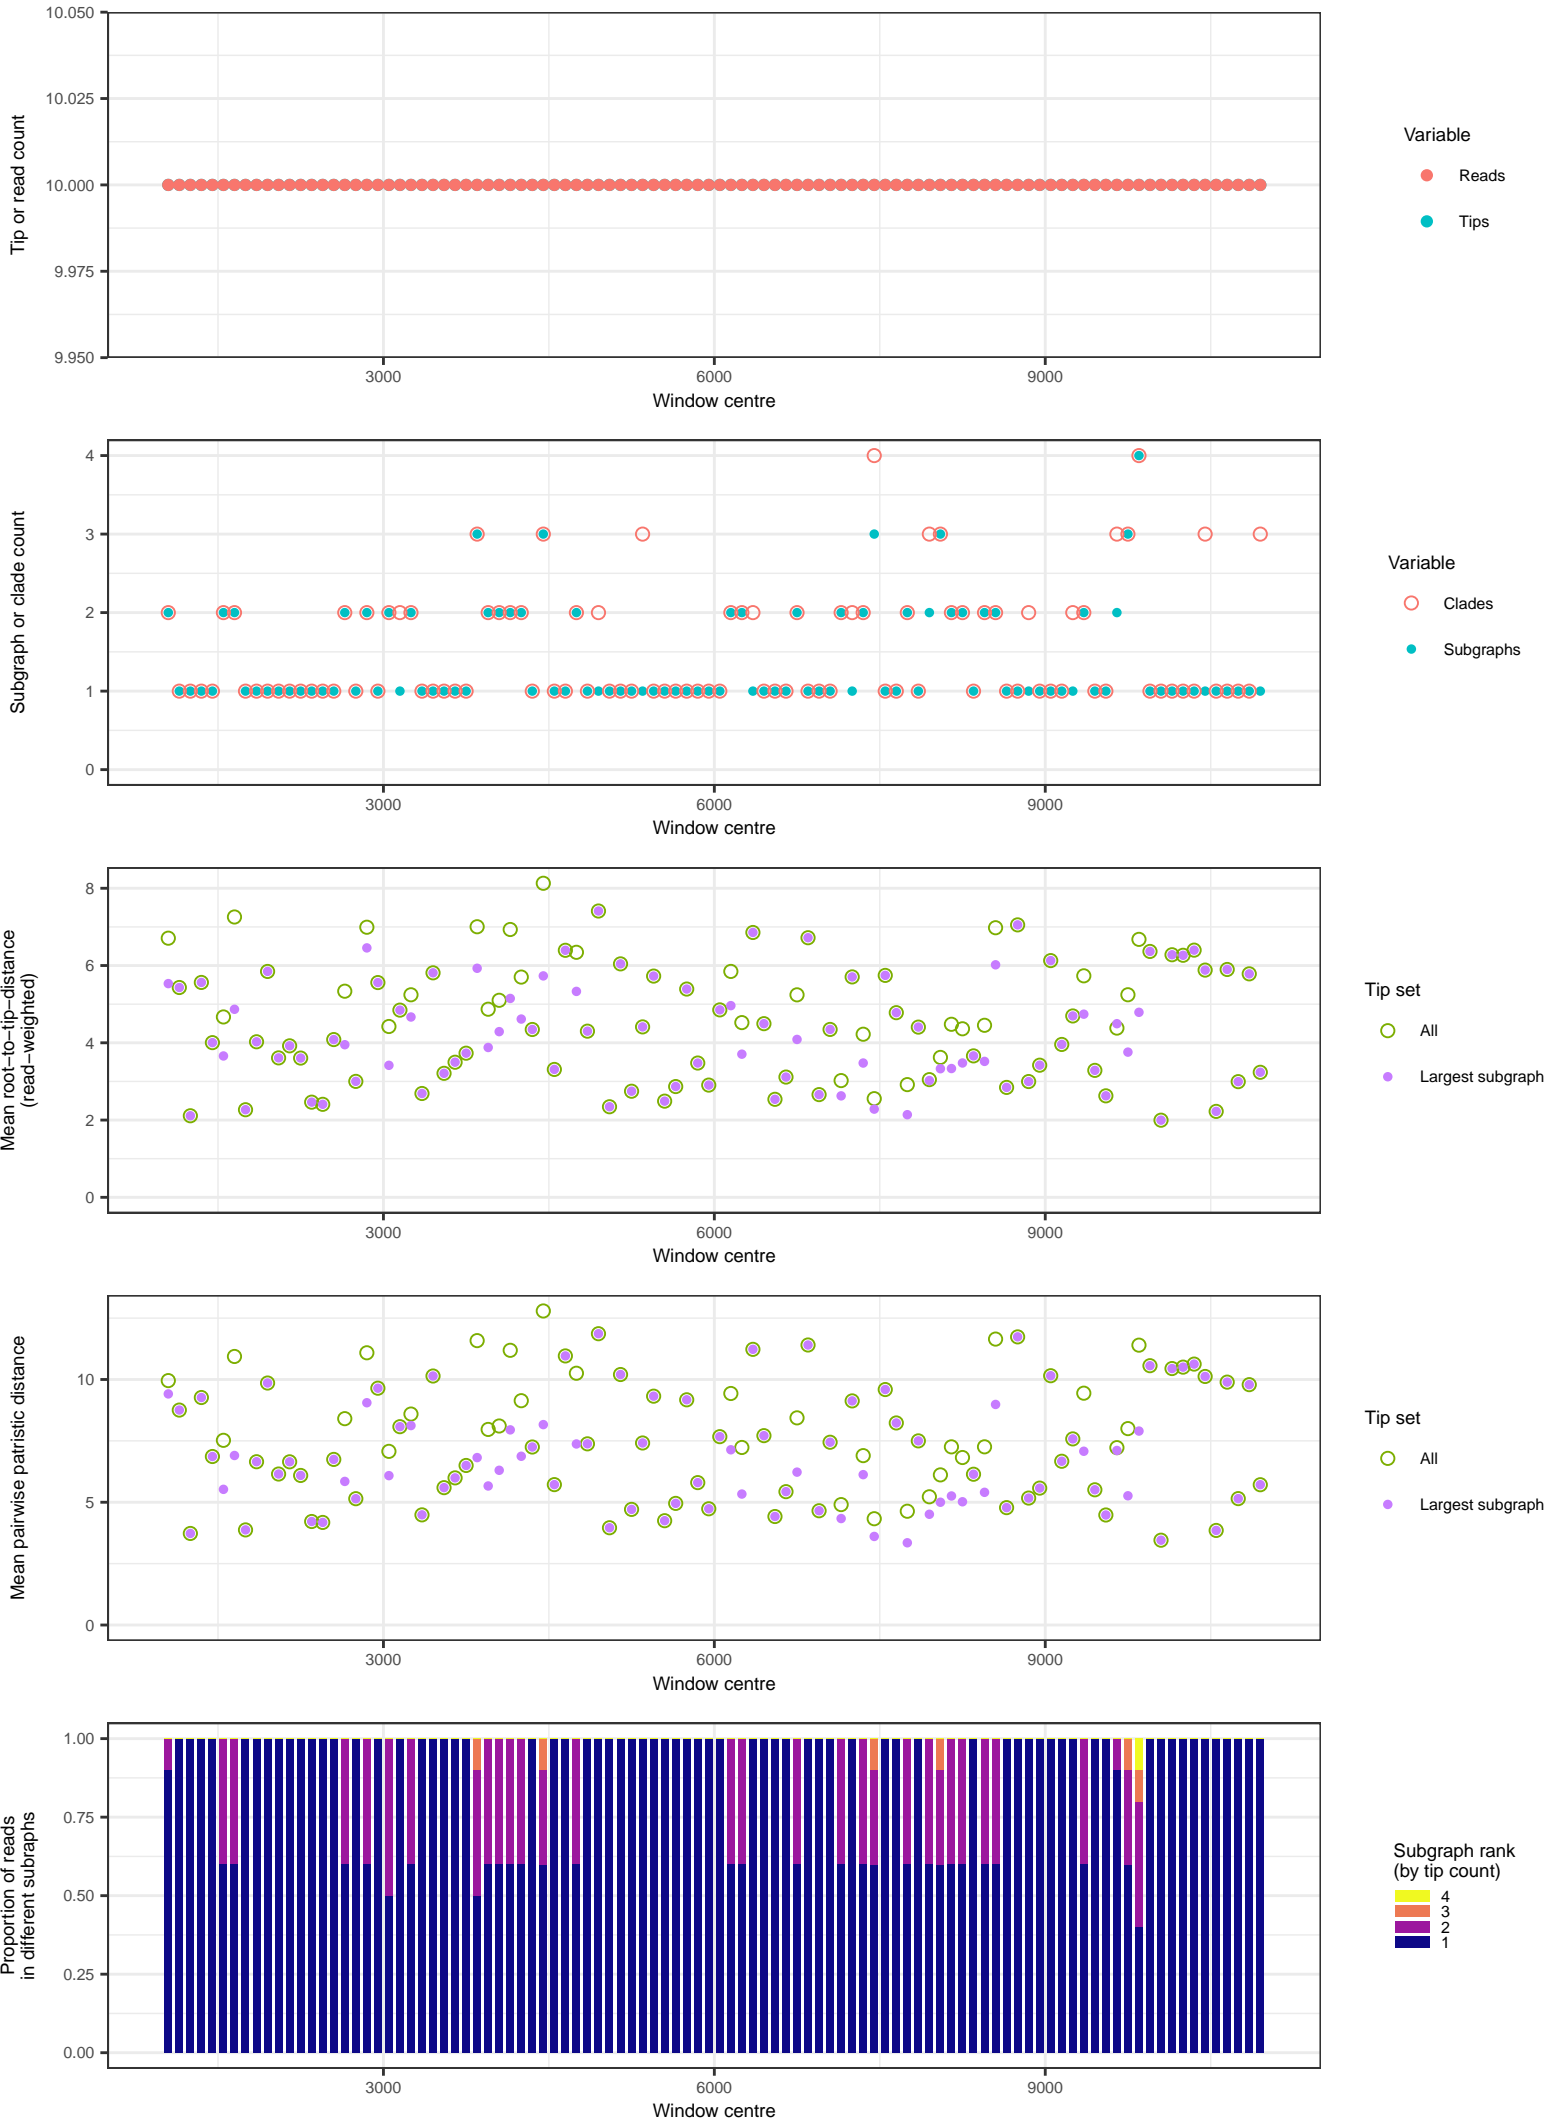 10.050
10.025
10.000
9.975
9.950
Tip or read count
3000 6000 9000
Window centre
Variable
Reads
Tips
4
3
2
1
0
Subgraph or clade count
3000 6000 9000
Window centre
Variable
Clades
Subgraphs
8
6
4
2
0
Mean root−to−tip−distance
(read−weighted)
3000 6000 9000
Window centre
Tip set
All
Largest subgraph
10
5
0
Mean pairwise patristic distance
3000 6000 9000
Window centre
Tip set
All
Largest subgraph
1.00
0.75
0.50
0.25
0.00
Proportion of reads
in different subraphs
3000 6000 9000
Window centre
Subgraph rank
(by tip count)
4
3
2
1